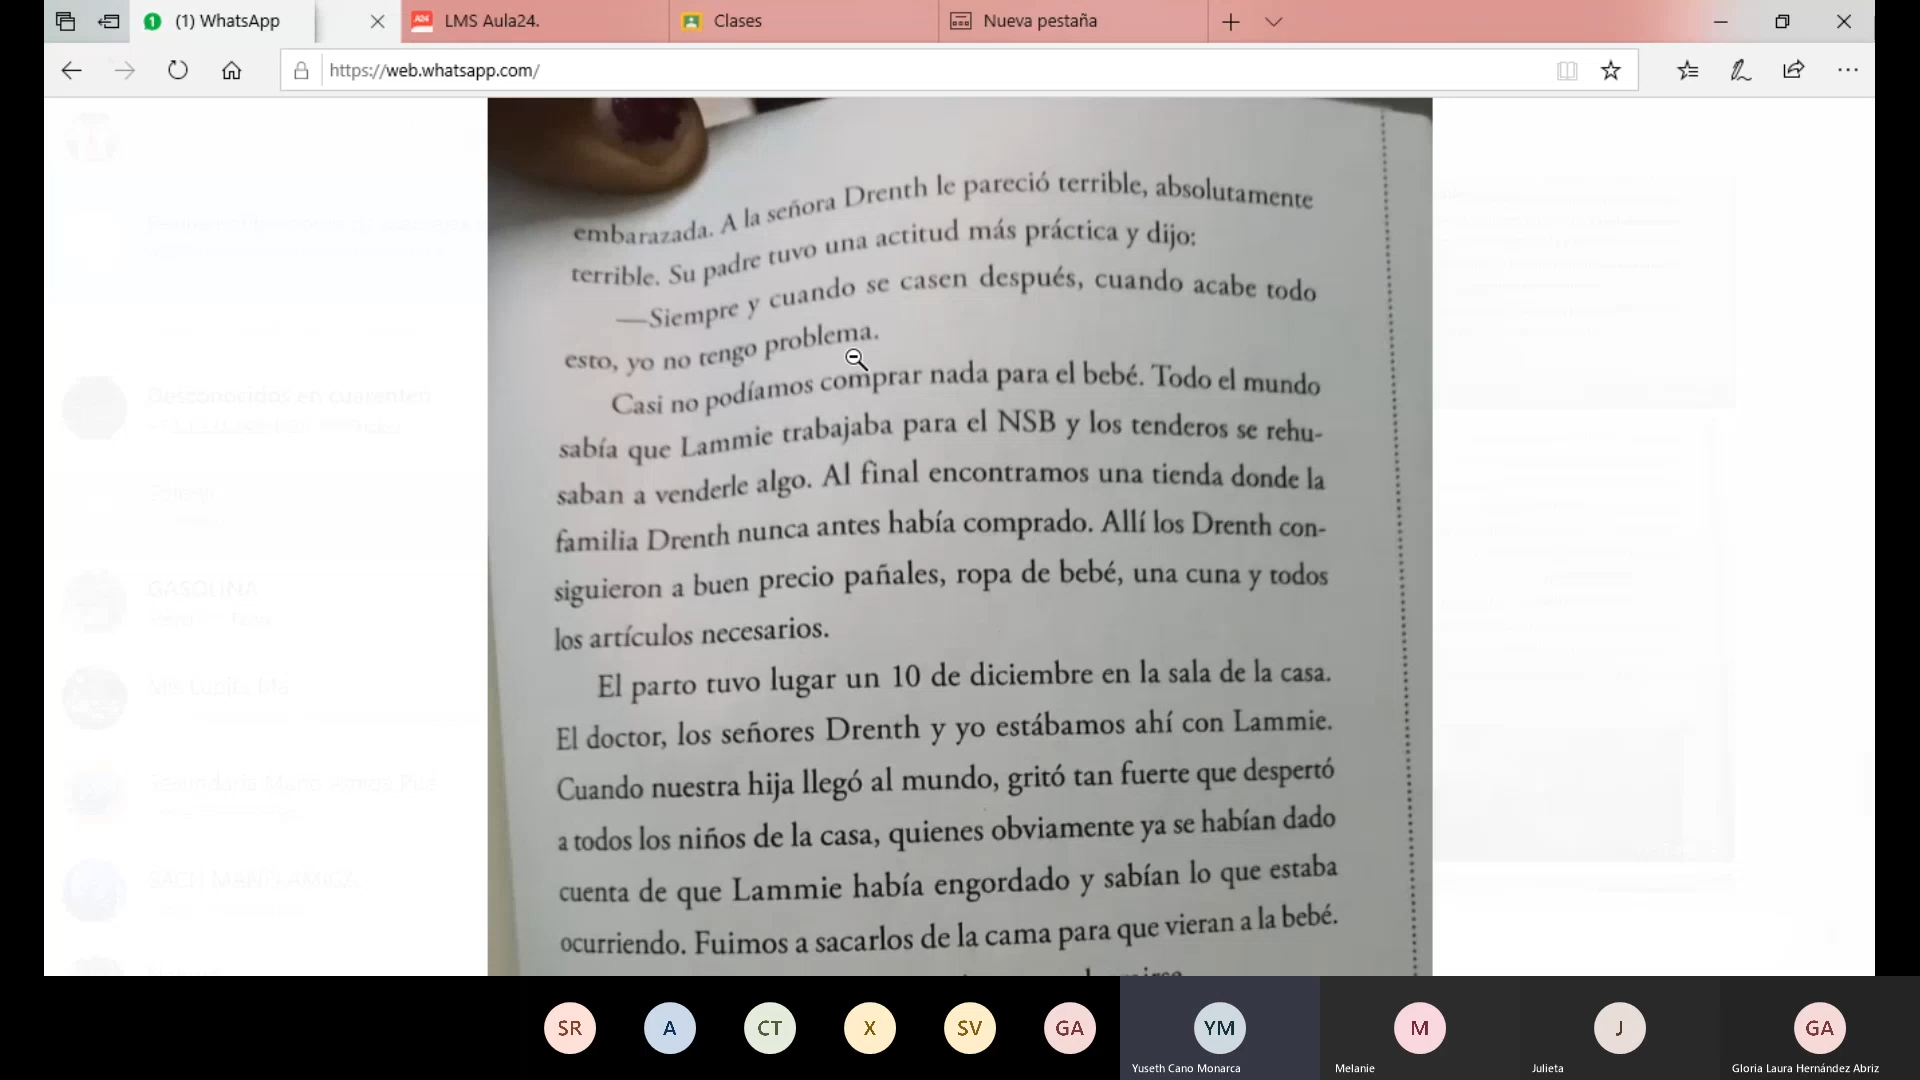 (1) WhatsApp
LMS Aula24.
Clases
Nueva pestaña
https://web.whatsapp.com/
embarazada. A la señora Drenth le pareció terrible, absolutamente
terrible. Su padre tuvo una actitud más práctica y dijo:
—Siempre y cuando se casen después, cuando acabe todo
esto, yo no tengo problema.
Casi no podíamos comprar nada para el bebé. Todo el mundo
sabía que Lammie trabajaba para el NSB y los tenderos se rehu-
saban a venderle algo. Al final encontramos una tienda donde la
familia Drenth nunca antes había comprado. Allí los Drenth con-
siguieron a buen precio pañales, ropa de bebé, una cuna y todos
los artículos necesarios.
El parto tuvo lugar un 10 de diciembre en la sala de la casa.
El doctor, los señores Drenth y yo estábamos ahí con Lammie.
Cuando nuestra hija llegó al mundo, gritó tan fuerte que despertó
a todos los niños de la casa, quienes obviamente ya se habían dado
cuenta de que Lammie había engordado y sabían lo que estaba
ocurriendo. Fuimos a sacarlos de la cama para que vieran a la bebé.
Desconocidos en cuarenten
GASOLINA
Mis Lupita Ma
SR A CT X SV GA YM M J GA
Yuseth Cano Monarca
Melanie
Julieta
Gloria Laura Hernández Abriz